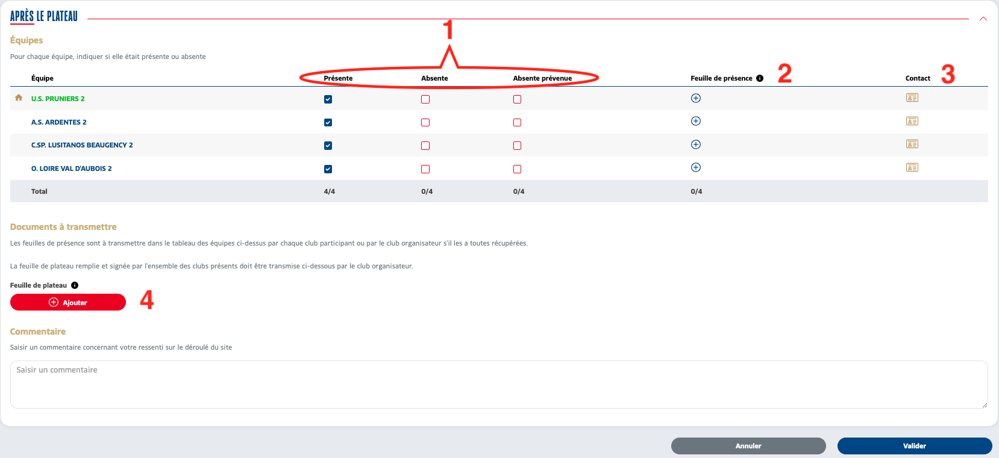 APRÈS LE PLATEAU
1
Équipes
Pour chaque équipe, indiquer si elle était présente ou absente
Équipe Présente Absente Absente prévenue Feuille de présence i 2 Contact 3
U.S. PRUNIERS 2
A.S. ARDENTES 2
C.SP. LUSITANOS BEAUGENCY 2
O. LOIRE VAL D'AUBOIS 2
Total 4/4 0/4 0/4 0/4
Documents à transmettre
Les feuilles de présence sont à transmettre dans le tableau des équipes ci-dessus par chaque club participant ou par le club organisateur s'il les a toutes récupérées.
La feuille de plateau remplie et signée par l'ensemble des clubs présents doit être transmise ci-dessous par le club organisateur.
Feuille de plateau i
Ajouter 4
Commentaire
Saisir un commentaire concernant votre ressenti sur le déroulé du site
Saisir un commentaire
Annuler Valider